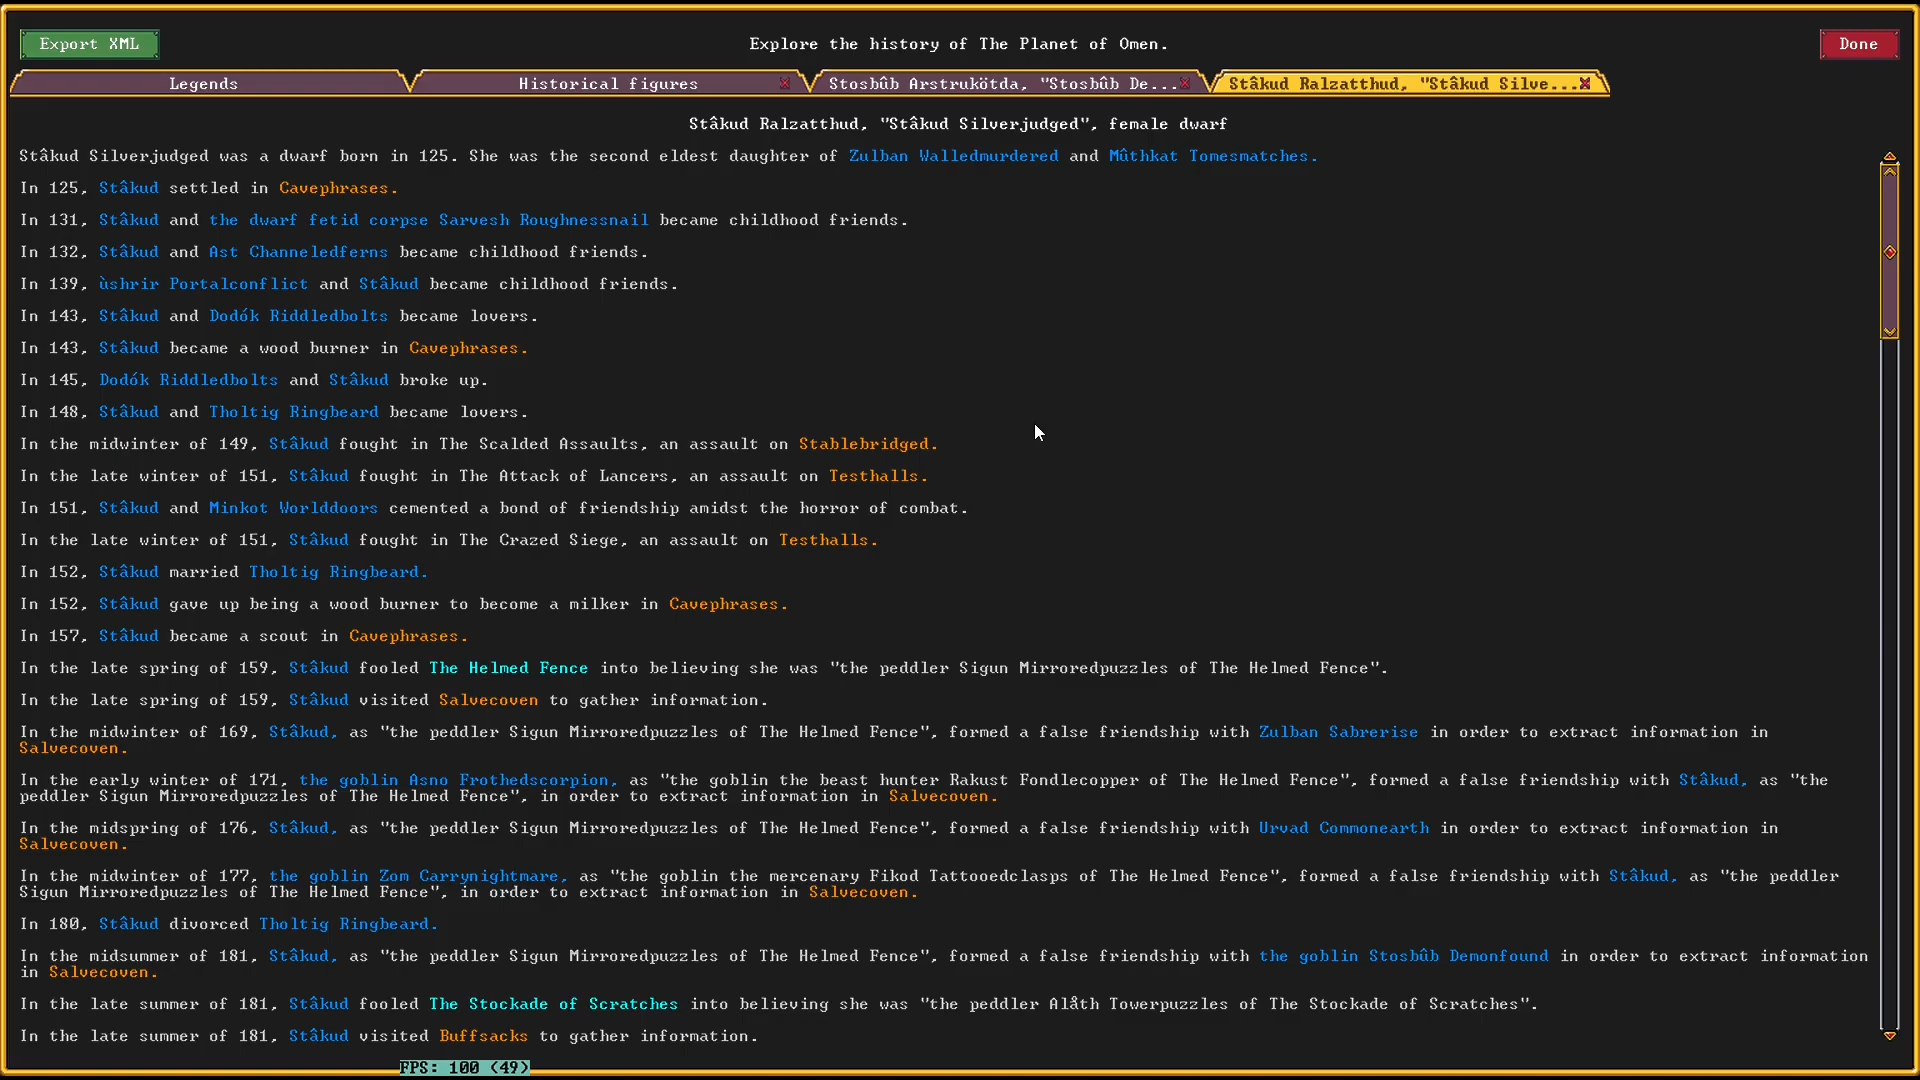 Export XML
Explore the history of The Planet of Omen.
Done
Legends
Historical figures
Stosbûb Arstrukötda, "Stosbûb De...
Stâkud Ralzatthud, "Stâkud Silve...
Stâkud Ralzatthud, "Stâkud Silverjudged", female dwarf
Stâkud Silverjudged was a dwarf born in 125. She was the second eldest daughter of Zulban Walledmurdered and Mûthkat Tomesmatches.
In 125, Stâkud settled in Cavephrases.
In 131, Stâkud and the dwarf fetid corpse Sarvesh Roughnessnail became childhood friends.
In 132, Stâkud and Ast Channeledferns became childhood friends.
In 139, ùshrir Portalconflict and Stâkud became childhood friends.
In 143, Stâkud and Dodók Riddledbolts became lovers.
In 143, Stâkud became a wood burner in Cavephrases.
In 145, Dodók Riddledbolts and Stâkud broke up.
In 148, Stâkud and Tholtig Ringbeard became lovers.
In the midwinter of 149, Stâkud fought in The Scalded Assaults, an assault on Stablebridged.
In the late winter of 151, Stâkud fought in The Attack of Lancers, an assault on Testhalls.
In 151, Stâkud and Minkot Worlddoors cemented a bond of friendship amidst the horror of combat.
In the late winter of 151, Stâkud fought in The Crazed Siege, an assault on Testhalls.
In 152, Stâkud married Tholtig Ringbeard.
In 152, Stâkud gave up being a wood burner to become a milker in Cavephrases.
In 157, Stâkud became a scout in Cavephrases.
In the late spring of 159, Stâkud fooled The Helmed Fence into believing she was "the peddler Sigun Mirroredpuzzles of The Helmed Fence".
In the late spring of 159, Stâkud visited Salvecoven to gather information.
In the midwinter of 169, Stâkud, as "the peddler Sigun Mirroredpuzzles of The Helmed Fence", formed a false friendship with Zulban Sabrerise in order to extract information in
Salvecoven.
In the early winter of 171, the goblin Asno Frothedscorpion, as "the goblin the beast hunter Rakust Fondlecopper of The Helmed Fence", formed a false friendship with Stâkud, as "the
peddler Sigun Mirroredpuzzles of The Helmed Fence", in order to extract information in Salvecoven.
In the midspring of 176, Stâkud, as "the peddler Sigun Mirroredpuzzles of The Helmed Fence", formed a false friendship with Urvad Commonearth in order to extract information in
Salvecoven.
In the midwinter of 177, the goblin Zom Carrynightmare, as "the goblin the mercenary Fikod Tattooedclasps of The Helmed Fence", formed a false friendship with Stâkud, as "the peddler
Sigun Mirroredpuzzles of The Helmed Fence", in order to extract information in Salvecoven.
In 180, Stâkud divorced Tholtig Ringbeard.
In the midsummer of 181, Stâkud, as "the peddler Sigun Mirroredpuzzles of The Helmed Fence", formed a false friendship with the goblin Stosbûb Demonfound in order to extract information
in Salvecoven.
In the late summer of 181, Stâkud fooled The Stockade of Scratches into believing she was "the peddler Alåth Towerpuzzles of The Stockade of Scratches".
In the late summer of 181, Stâkud visited Buffsacks to gather information.
FPS: 100 (49)